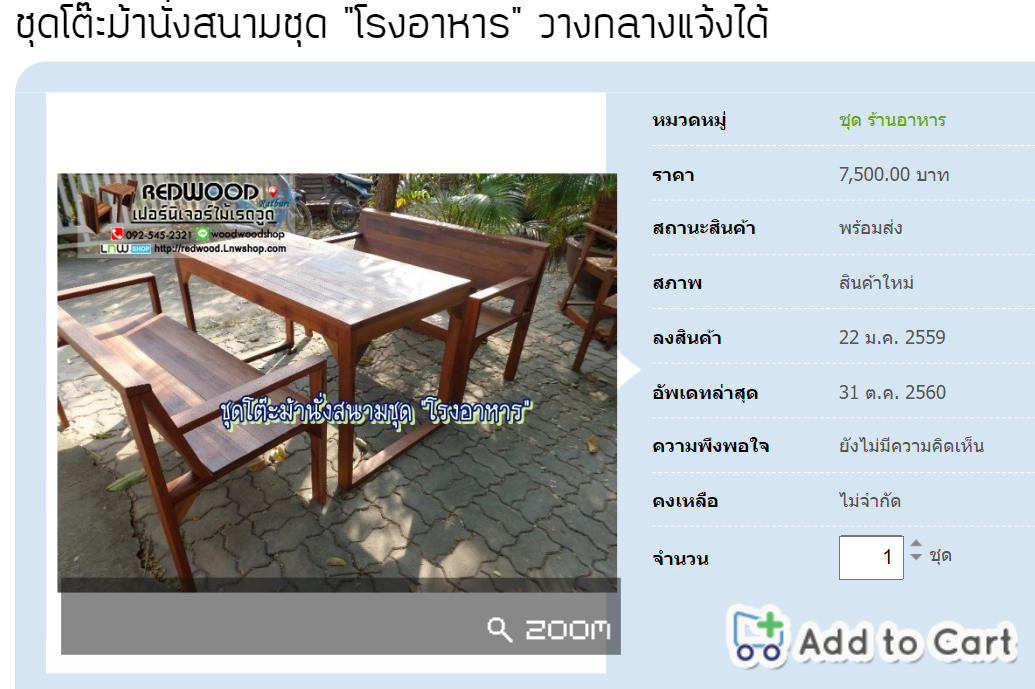 ชุดโต๊ะม้านั่งสนามชุด "โรงอาหาร" วางกลางแจ้งได้
REDWOOD
Ratburi
เฟอร์นิเจอร์ไม้เรดวูด
092-545-2321 woodwoodshop
LnW SHOP http://redwood.Lnwshop.com
ชุดโต๊ะม้านั่งสนามชุด "โรงอาหาร"
ZOOM
หมวดหมู่ ชุด ร้านอาหาร
ราคา 7,500.00 บาท
สถานะสินค้า พร้อมส่ง
สภาพ สินค้าใหม่
ลงสินค้า 22 ม.ค. 2559
อัพเดทล่าสุด 31 ต.ค. 2560
ความพึงพอใจ ยังไม่มีความคิดเห็น
คงเหลือ ไม่จำกัด
จำนวน 1 ชุด
Add to Cart